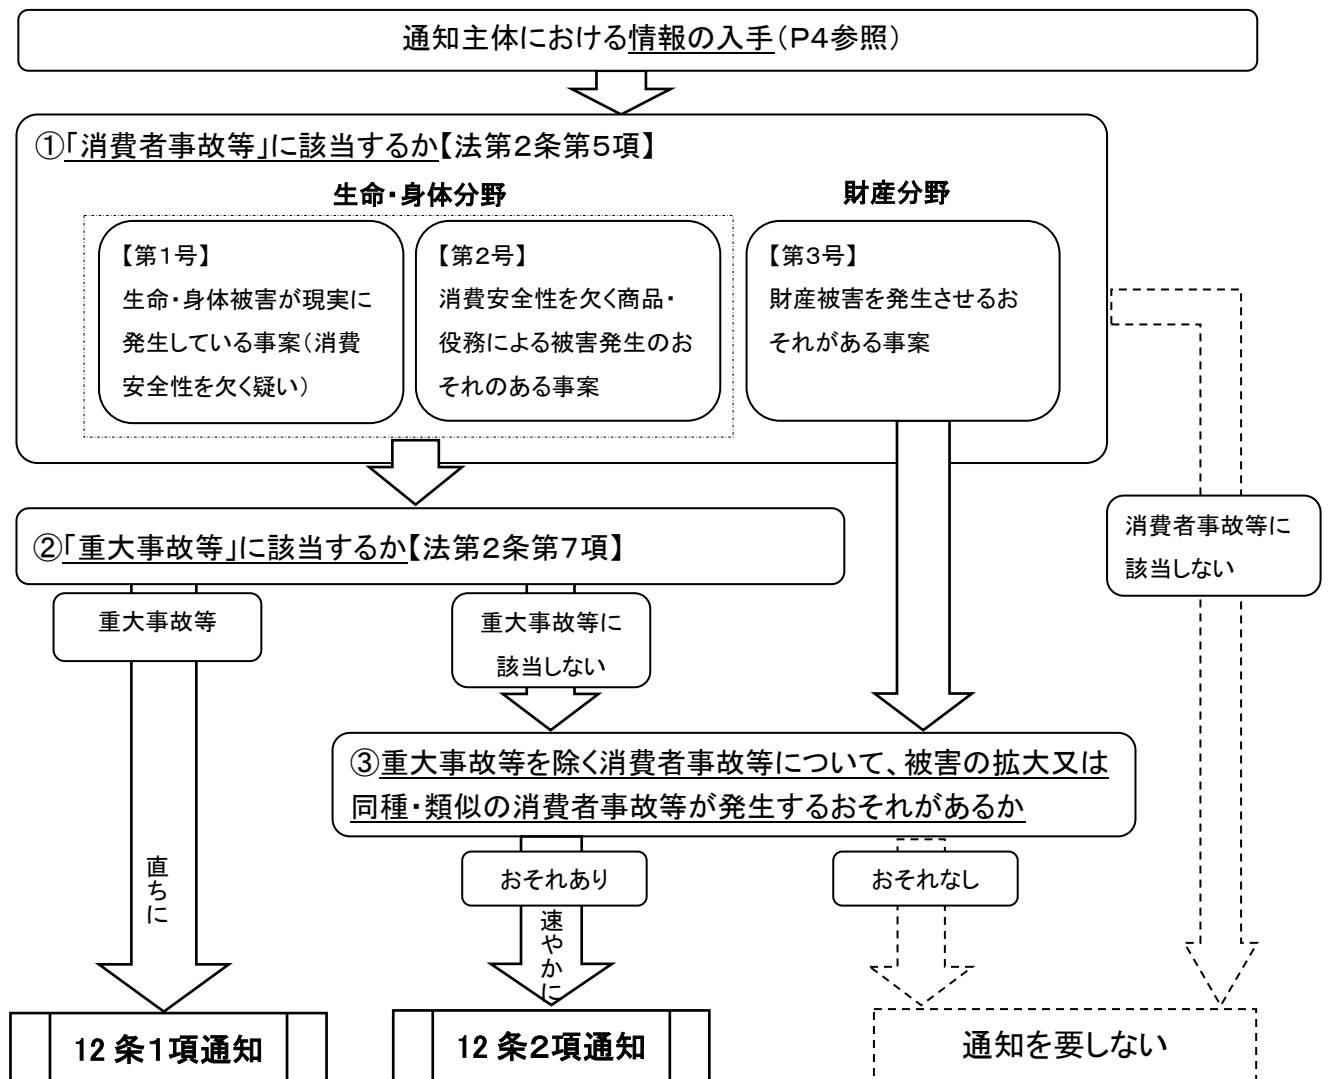 通知主体における情報の入手(P4参照)
①「消費者事故等」に該当するか【法第2条第5項】
生命・身体分野
財産分野
【第1号】
生命・身体被害が現実に
発生している事案(消費
安全性を欠く疑い)
【第2号】
消費安全性を欠く商品・
役務による被害発生のお
それのある事案
【第3号】
財産被害を発生させるお
それがある事案
消費者事故等に
該当しない
②「重大事故等」に該当するか【法第2条第7項】
重大事故等
重大事故等に
該当しない
③重大事故等を除く消費者事故等について、被害の拡大又は
同種・類似の消費者事故等が発生するおそれがあるか
直ちに
おそれあり
おそれなし
速やかに
12条1項通知
12条2項通知
通知を要しない